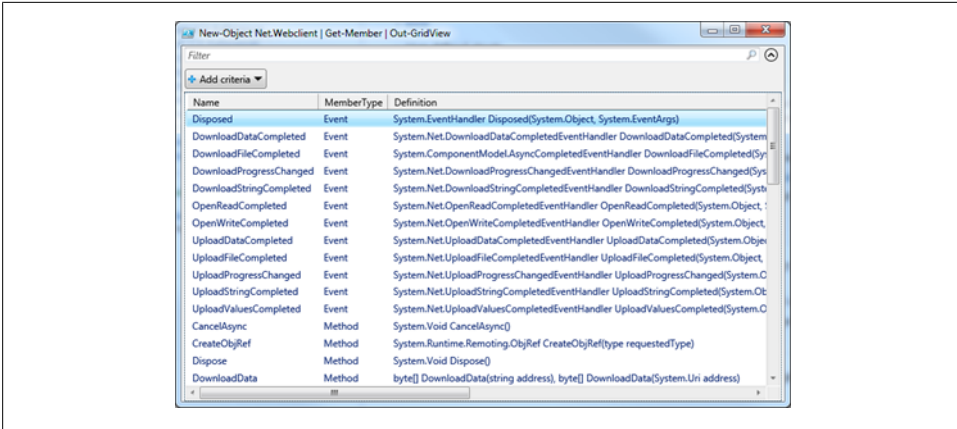 New-Object Net.Webclient | Get-Member | Out-GridView
Filter
Add criteria
Name MemberType Definition
Disposed Event System.EventHandler Disposed(System.Object, System.EventArgs)
DownloadDataCompleted Event System.Net.DownloadDataCompletedEventHandler DownloadDataCompleted(System
DownloadFileCompleted Event System.ComponentModel.AsyncCompletedEventHandler DownloadFileCompleted(Sys
DownloadProgressChanged Event System.Net.DownloadProgressChangedEventHandler DownloadProgressChanged(Sys
DownloadStringCompleted Event System.Net.DownloadStringCompletedEventHandler DownloadStringCompleted(Syste
OpenReadCompleted Event System.Net.OpenReadCompletedEventHandler OpenReadCompleted(System.Object, S
OpenWriteCompleted Event System.Net.OpenWriteCompletedEventHandler OpenWriteCompleted(System.Object,
UploadDataCompleted Event System.Net.UploadDataCompletedEventHandler UploadDataCompleted(System.Objec
UploadFileCompleted Event System.Net.UploadFileCompletedEventHandler UploadFileCompleted(System.Object,
UploadProgressChanged Event System.Net.UploadProgressChangedEventHandler UploadProgressChanged(System.O
UploadStringCompleted Event System.Net.UploadStringCompletedEventHandler UploadStringCompleted(System.Ob
UploadValuesCompleted Event System.Net.UploadValuesCompletedEventHandler UploadValuesCompleted(System.O
CancelAsync Method System.Void CancelAsync()
CreateObjRef Method System.Runtime.Remoting.ObjRef CreateObjRef(type requestedType)
Dispose Method System.Void Dispose()
DownloadData Method byte[] DownloadData(string address), byte[] DownloadData(System.Uri address)